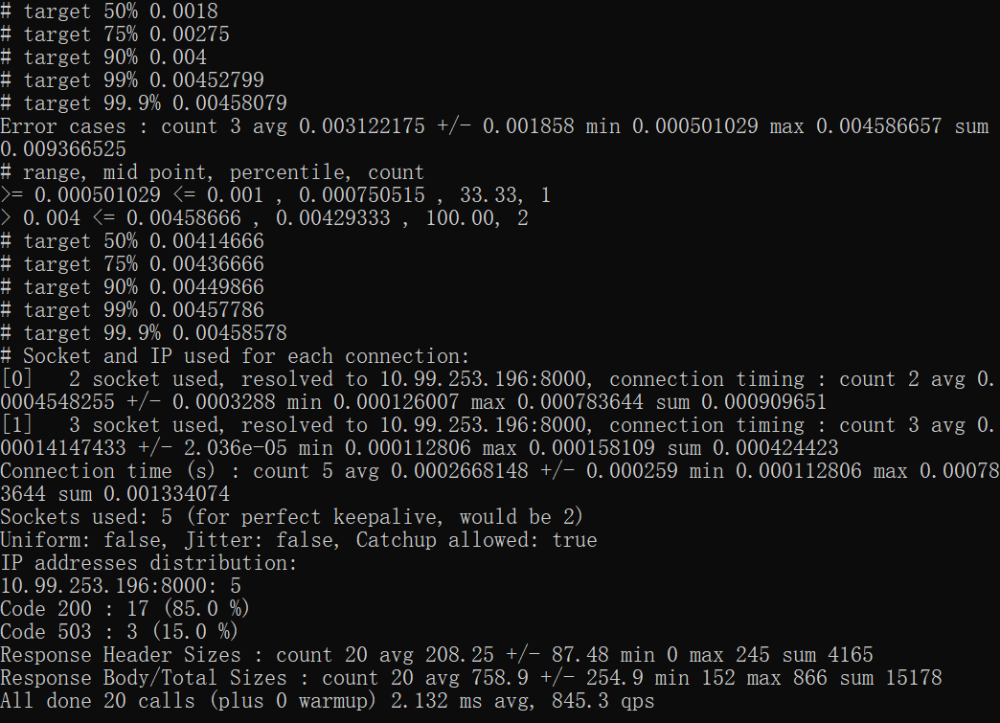 # target 50% 0.0018
# target 75% 0.00275
# target 90% 0.004
# target 99% 0.00452799
# target 99.9% 0.00458079
Error cases : count 3 avg 0.003122175 +/- 0.001858 min 0.000501029 max 0.004586657 sum
0.009366525
# range, mid point, percentile, count
>= 0.000501029 <= 0.001 , 0.000750515 , 33.33, 1
> 0.004 <= 0.00458666 , 0.00429333 , 100.00, 2
# target 50% 0.00414666
# target 75% 0.00436666
# target 90% 0.00449866
# target 99% 0.00457786
# target 99.9% 0.00458578
# Socket and IP used for each connection:
[0]   2 socket used, resolved to 10.99.253.196:8000, connection timing : count 2 avg 0.
0004548255 +/- 0.0003288 min 0.000126007 max 0.000783644 sum 0.000909651
[1]   3 socket used, resolved to 10.99.253.196:8000, connection timing : count 3 avg 0.
00014147433 +/- 2.036e-05 min 0.000112806 max 0.000158109 sum 0.000424423
Connection time (s) : count 5 avg 0.0002668148 +/- 0.000259 min 0.000112806 max 0.00078
3644 sum 0.001334074
Sockets used: 5 (for perfect keepalive, would be 2)
Uniform: false, Jitter: false, Catchup allowed: true
IP addresses distribution:
10.99.253.196:8000: 5
Code 200 : 17 (85.0 %)
Code 503 : 3 (15.0 %)
Response Header Sizes : count 20 avg 208.25 +/- 87.48 min 0 max 245 sum 4165
Response Body/Total Sizes : count 20 avg 758.9 +/- 254.9 min 152 max 866 sum 15178
All done 20 calls (plus 0 warmup) 2.132 ms avg, 845.3 qps